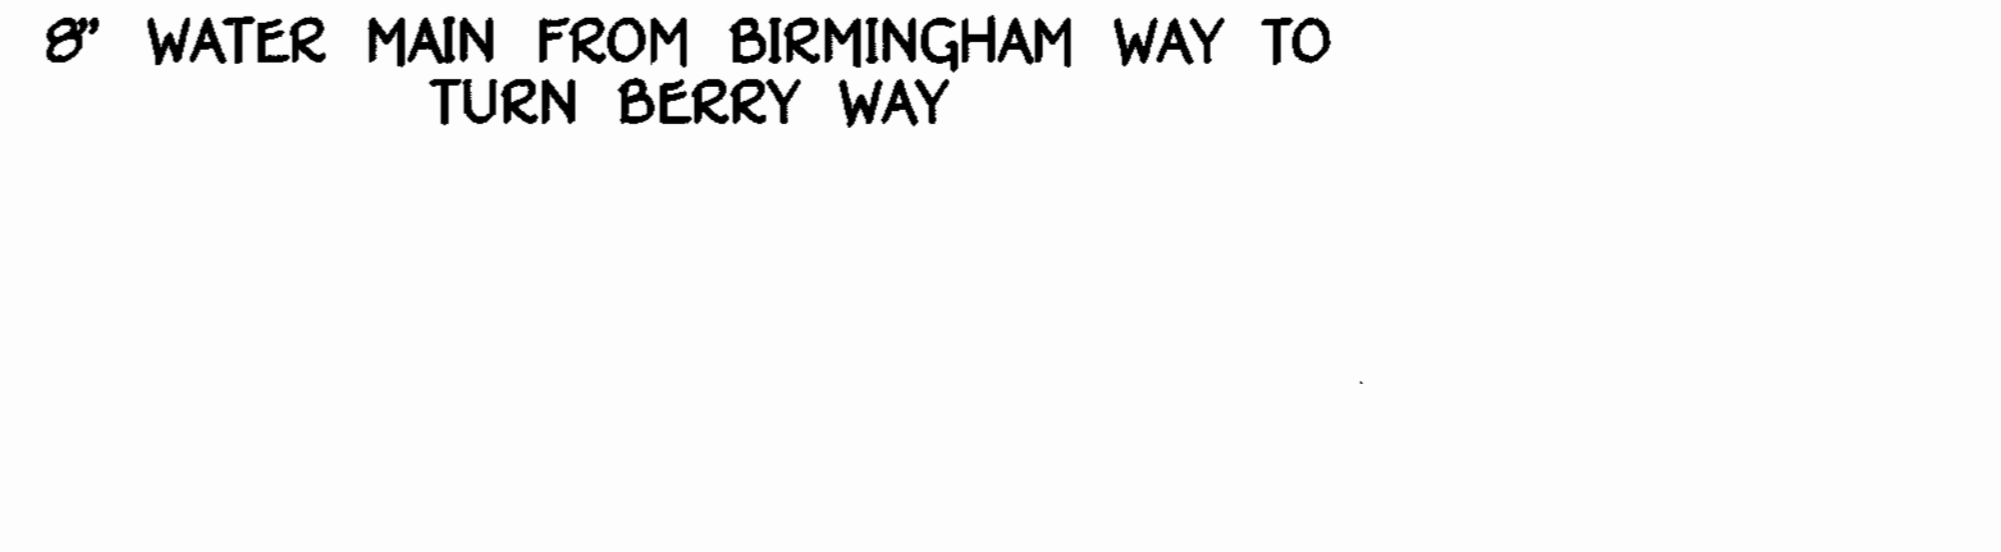 8” WATER MAIN FROM BIRMINGHAM WAY TO
TURN BERRY WAY